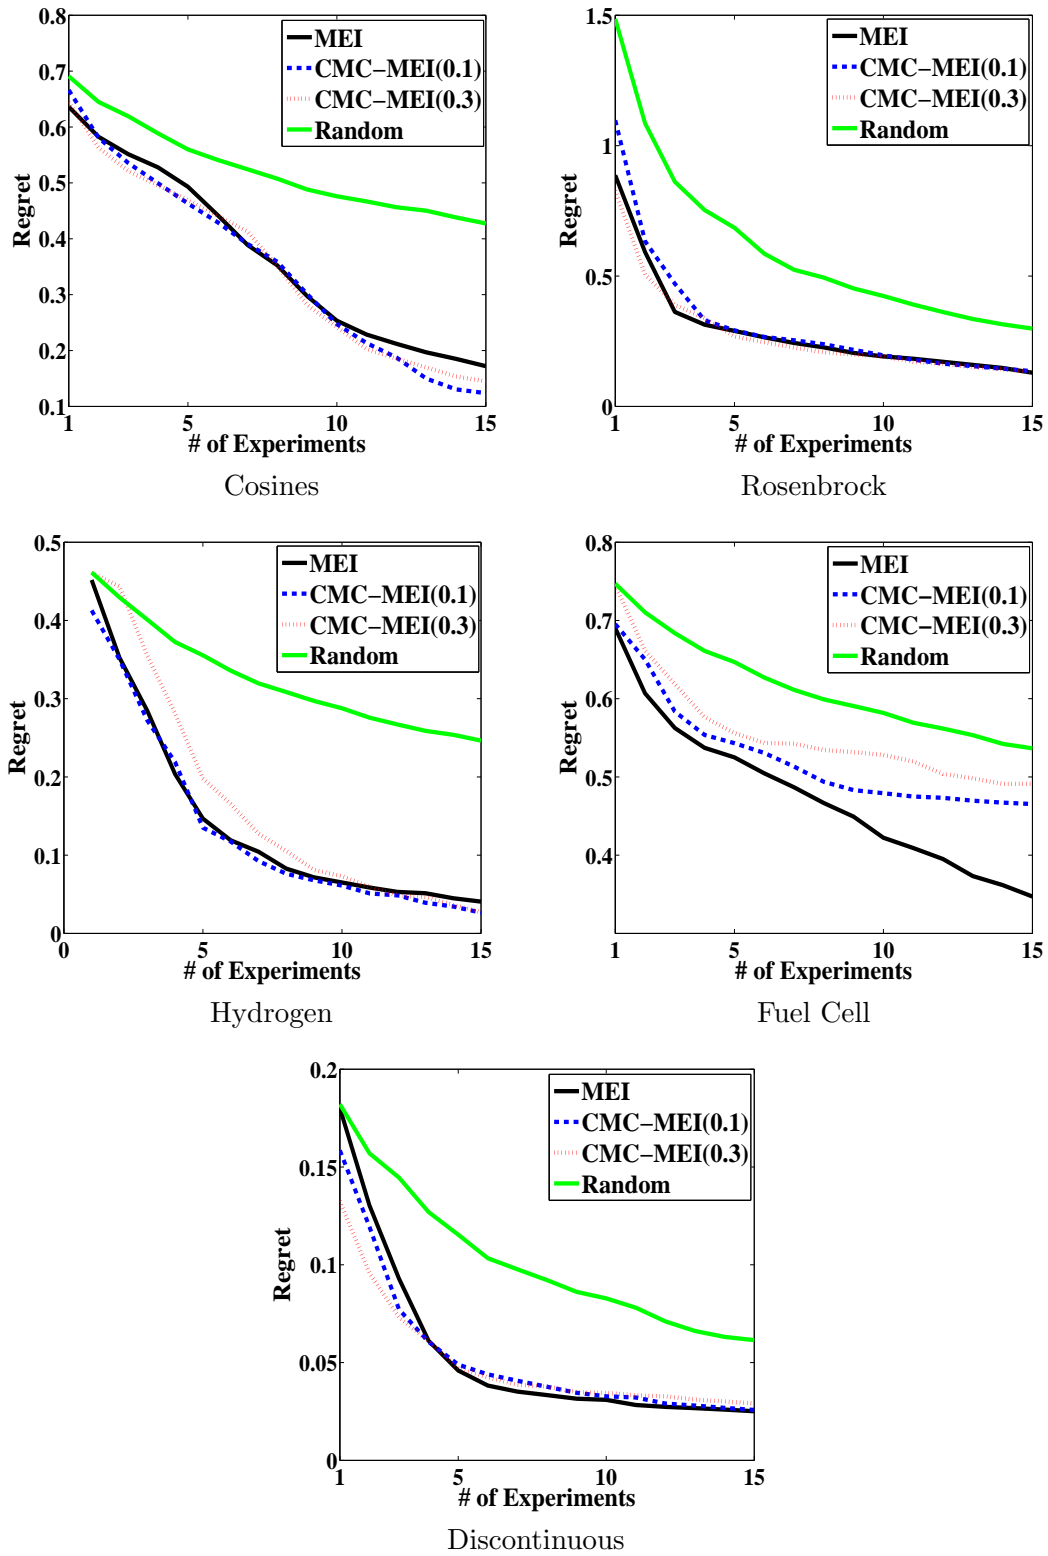 0.8
0.7
0.6
0.5
0.4
0.3
0.2
0.1
Regret
1
5
10
15
# of Experiments
MEI
CMC-MEI(0.1)
CMC-MEI(0.3)
Random
Cosines
1.5
1
0.5
0
Regret
1
5
10
15
# of Experiments
MEI
CMC-MEI(0.1)
CMC-MEI(0.3)
Random
Rosenbrock
0.5
0.4
0.3
0.2
0.1
0
Regret
0
5
10
15
# of Experiments
MEI
CMC-MEI(0.1)
CMC-MEI(0.3)
Random
Hydrogen
0.8
0.7
0.6
0.5
0.4
Regret
1
5
10
15
# of Experiments
MEI
CMC-MEI(0.1)
CMC-MEI(0.3)
Random
Fuel Cell
0.2
0.15
0.1
0.05
0
Regret
1
5
10
15
# of Experiments
MEI
CMC-MEI(0.1)
CMC-MEI(0.3)
Random
Discontinuous